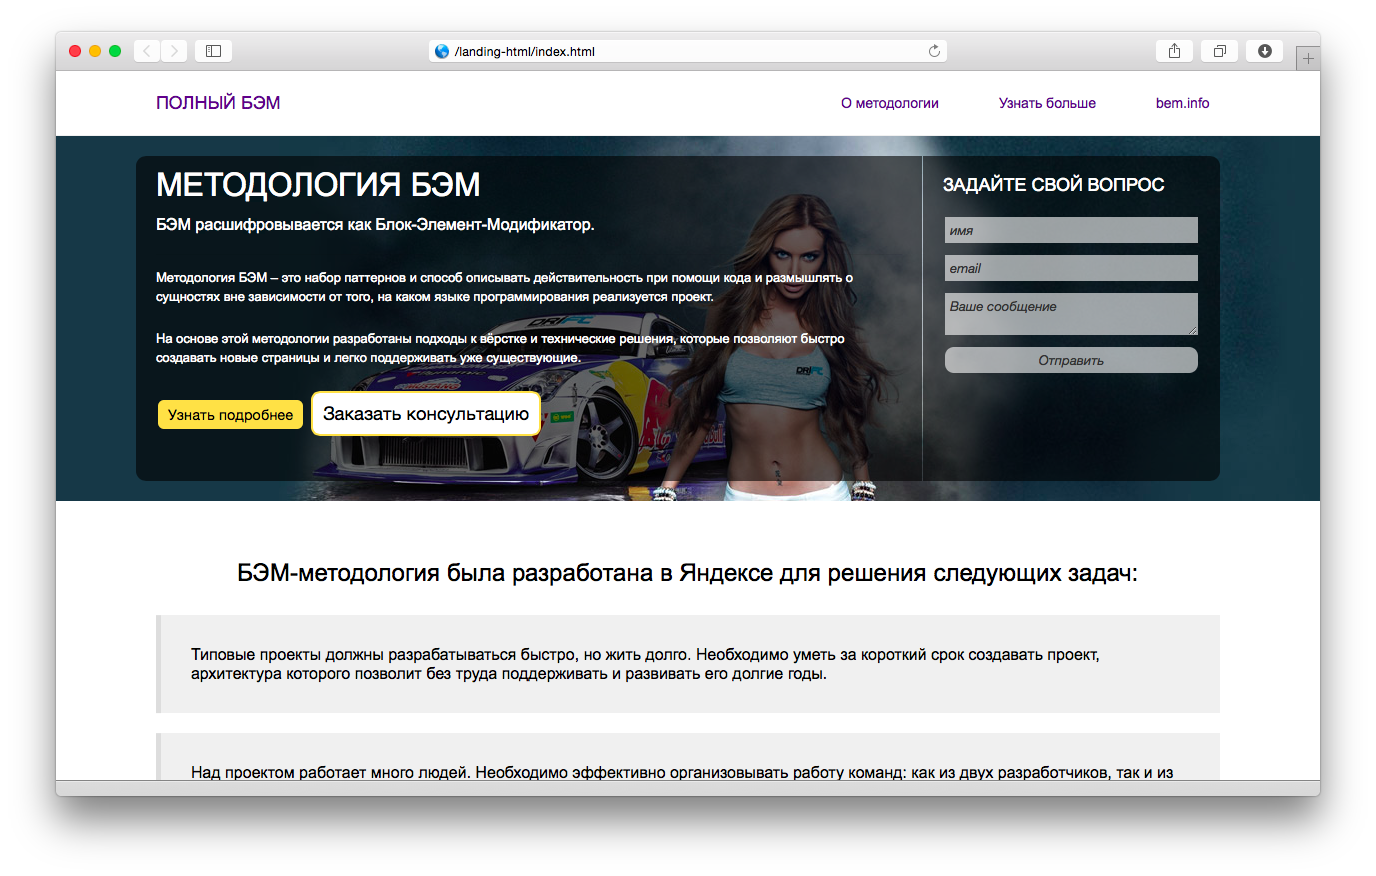 /landing-html/index.html
ПОЛНЫЙ БЭМ
О методологии
Узнать больше
bem.info
МЕТОДОЛОГИЯ БЭМ
БЭМ расшифровывается как Блок-Элемент-Модификатор.
Методология БЭМ – это набор паттернов и способ описывать действительность при помощи кода и размышлять о
сущностях вне зависимости от того, на каком языке программирования реализуется проект.
На основе этой методологии разработаны подходы к вёрстке и технические решения, которые позволяют быстро
создавать новые страницы и легко поддерживать уже существующие.
Узнать подробнее
Заказать консультацию
ЗАДАЙТЕ СВОЙ ВОПРОС
имя
email
Ваше сообщение
Отправить
БЭМ-методология была разработана в Яндексе для решения следующих задач:
Типовые проекты должны разрабатываться быстро, но жить долго. Необходимо уметь за короткий срок создавать проект,
архитектура которого позволит без труда поддерживать и развивать его долгие годы.
Над проектом работает много людей. Необходимо эффективно организовывать работу команд: как из двух разработчиков, так и из